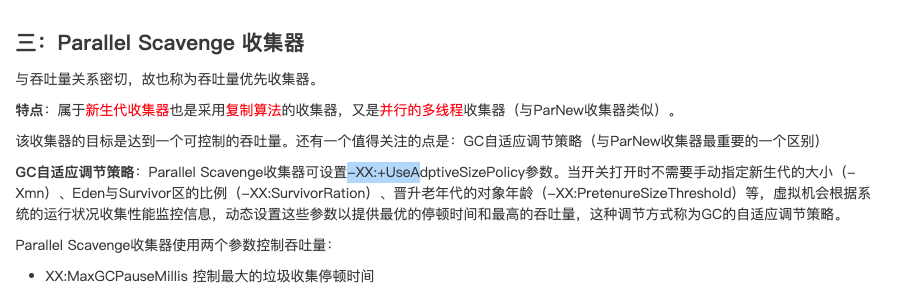 三：Parallel Scavenge 收集器
与吞吐量关系密切，故也称为吞吐量优先收集器。
特点：属于新生代收集器也是采用复制算法的收集器，又是并行的多线程收集器（与ParNew收集器类似）。
该收集器的目标是达到一个可控制的吞吐量。还有一个值得关注的点是：GC自适应调节策略（与ParNew收集器最重要的一个区别）
GC自适应调节策略：Parallel Scavenge收集器可设置-XX:+UseAdptiveSizePolicy参数。当开关打开时不需要手动指定新生代的大小（-
Xmn）、Eden与Survivor区的比例（-XX:SurvivorRation）、晋升老年代的对象年龄（-XX:PretenureSizeThreshold）等，虚拟机会根据系
统的运行状况收集性能监控信息，动态设置这些参数以提供最优的停顿时间和最高的吞吐量，这种调节方式称为GC的自适应调节策略。
Parallel Scavenge收集器使用两个参数控制吞吐量：
• XX:MaxGCPauseMillis 控制最大的垃圾收集停顿时间